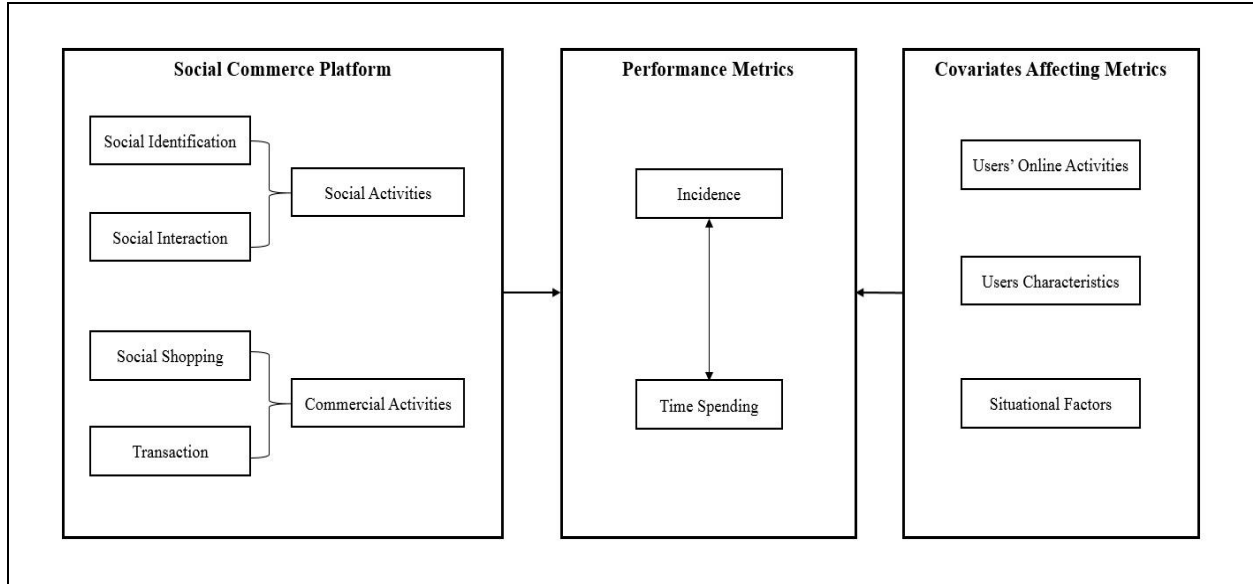 Social Commerce Platform
Social Identification
Social Activities
Social Interaction
Social Shopping
Commercial Activities
Transaction
Performance Metrics
Incidence
Time Spending
Covariates Affecting Metrics
Users’ Online Activities
Users Characteristics
Situational Factors